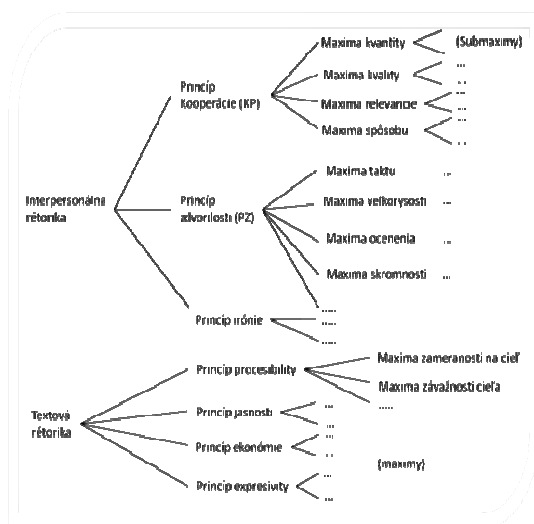 Maxima kvantity
(Submaximy)
Princíp
kooperácie (KP)
Maxima kvality
...
Maxima relevancie
...
...
Maxima spôsobu
...
Interpersonálna
rétorika
Princíp
zdvorilosti (PZ)
Maxima taktu
...
Maxima veľkorysosti
...
Maxima ocenenia
...
Maxima skromnosti
...
.....
Princíp irónie
.....
.....
Textová
rétorika
Princíp procesibility
Maxima zameranosti na cieľ
Maxima závažnosti cieľa
.....
Princíp jasnosti
...
...
Princíp ekonómie
...
(maximy)
Princíp expresivity
...
...